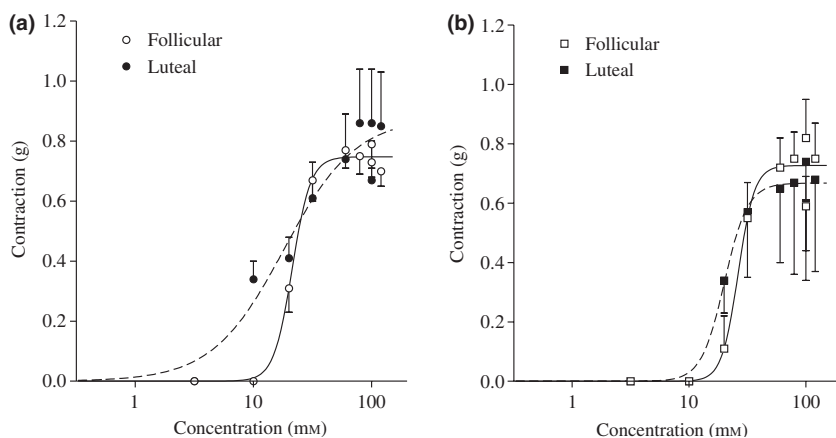 (a)
1.2
Follicular
Luteal
1.0
0.8
0.6
0.4
0.2
0.0
Contraction (g)
1
10
100
Concentration (mM)
(b)
1.2
Follicular
Luteal
1.0
0.8
0.6
0.4
0.2
0.0
Contraction (g)
1
10
100
Concentration (mM)